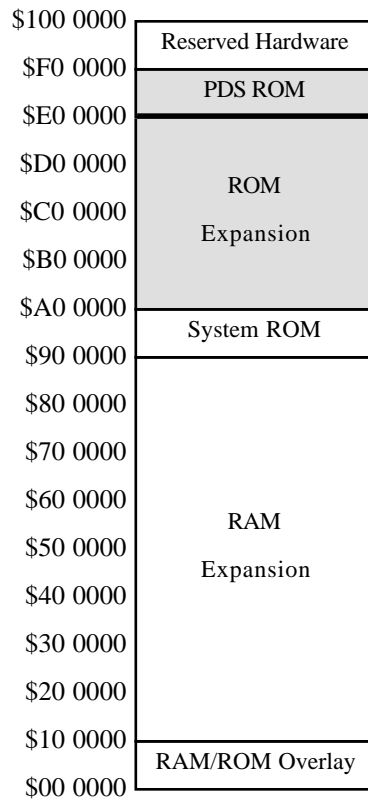 $100 0000
Reserved Hardware
$F0 0000
PDS ROM
$E0 0000
$D0 0000
ROM
$C0 0000
Expansion
$B0 0000
$A0 0000
System ROM
$90 0000
$80 0000
$70 0000
$60 0000
RAM
$50 0000
Expansion
$40 0000
$30 0000
$20 0000
$10 0000
RAM/ROM Overlay
$00 0000